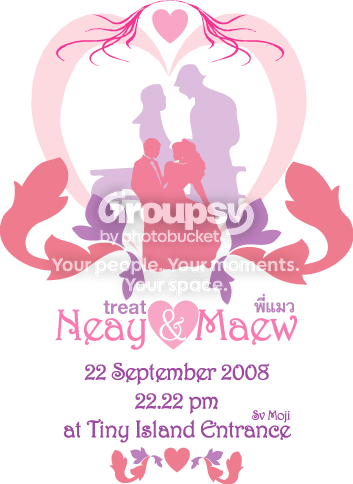 Groupsy
by photobucket
Your people. Your moments.
Your space.
treat พี่แมว
Neay & Maew
22 September 2008
22.22 pm
Sv Moji
at Tiny Island Entrance